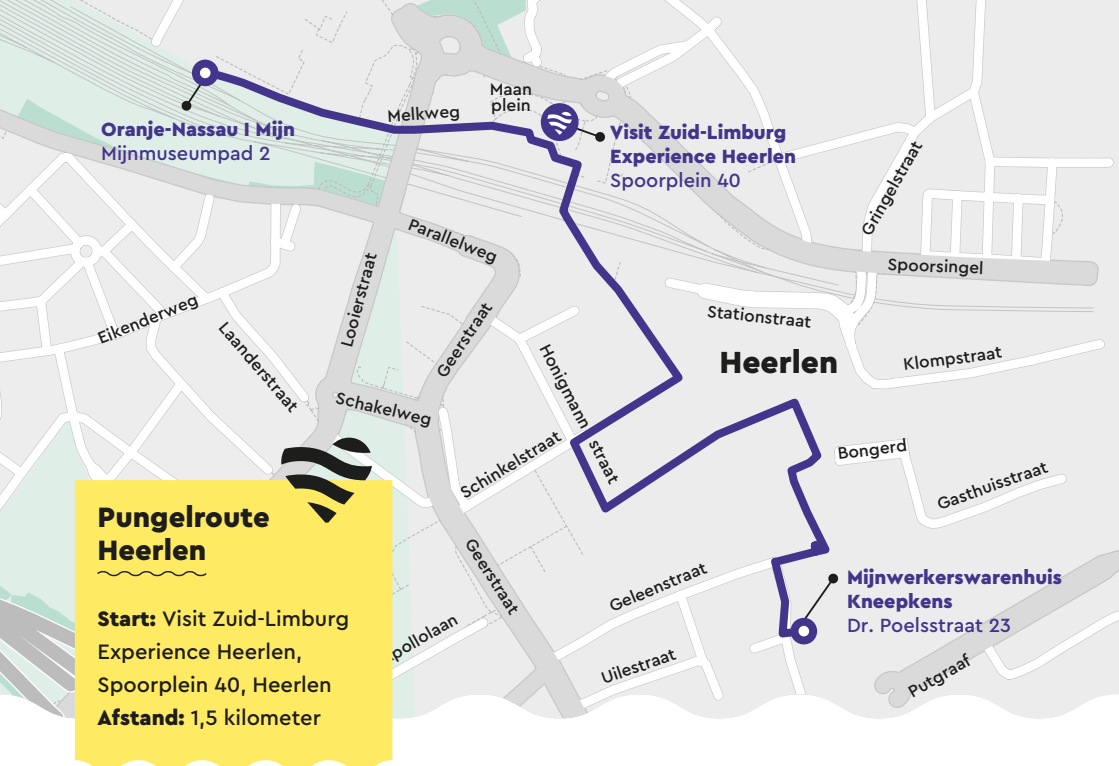 Maan
plein
Melkweg
Oranje-Nassau I Mijn
Mijnmuseumpad 2
Visit Zuid-Limburg
Experience Heerlen
Spoorplein 40
Gringelstraat
Parallelweg
Spoorsingel
Looierstraat
Eikenderweg
Laanderstraat
Geerstraat
Stationstraat
Honigmann
straat
Heerlen
Klompstraat
Schakelweg
Schinkelstraat
Bongerd
Gasthuisstraat
Geerstraat
Geleenstraat
Mijnwerkerswarenhuis
Kneepkens
Dr. Poelsstraat 23
Uilestraat
Putgraaf
pollolaan
Pungelroute
Heerlen
Start: Visit Zuid-Limburg
Experience Heerlen,
Spoorplein 40, Heerlen
Afstand: 1,5 kilometer